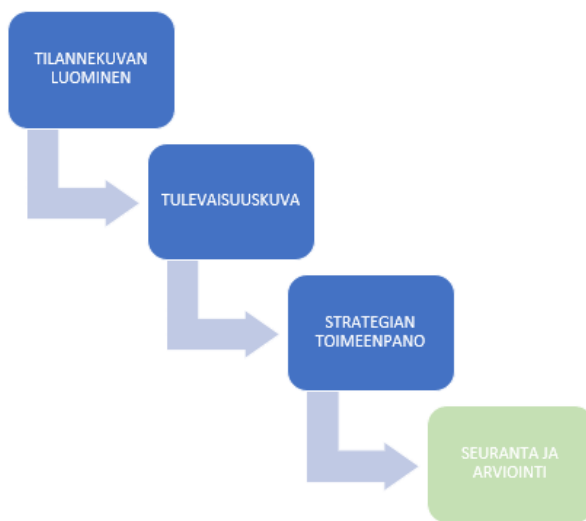 TILANNEKUVAN
LUOMINEN
TULEVAISUUSKUVA
STRATEGIAN
TOIMEENPANO
SEURANTA JA
ARVIOINTI